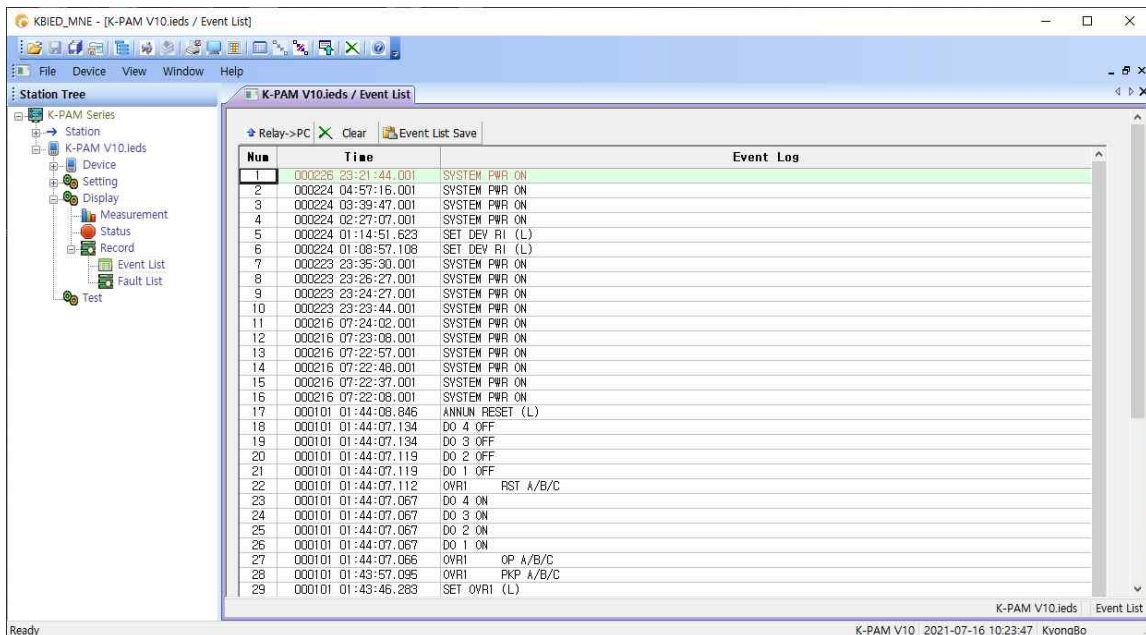 KBIED_MNE - [K-PAM V10.ieds / Event List]
File Device View Window Help
Station Tree
K-PAM V10.ieds / Event List
K-PAM Series
Station
K-PAM V10.ieds
Device
Setting
Display
Measurement
Status
Record
Event List
Fault List
Test
Relay->PC Clear Event List Save
Num Time Event Log
1 000226 23:21:44.001 SYSTEM PWR ON
2 000224 04:57:16.001 SYSTEM PWR ON
3 000224 03:39:47.001 SYSTEM PWR ON
4 000224 02:27:07.001 SYSTEM PWR ON
5 000224 01:14:51.623 SET DEV RI (L)
6 000224 01:08:57.108 SET DEV RI (L)
7 000223 23:35:30.001 SYSTEM PWR ON
8 000223 23:26:27.001 SYSTEM PWR ON
9 000223 23:24:27.001 SYSTEM PWR ON
10 000223 23:23:44.001 SYSTEM PWR ON
11 000216 07:24:02.001 SYSTEM PWR ON
12 000216 07:23:08.001 SYSTEM PWR ON
13 000216 07:22:57.001 SYSTEM PWR ON
14 000216 07:22:48.001 SYSTEM PWR ON
15 000216 07:22:37.001 SYSTEM PWR ON
16 000216 07:22:08.001 SYSTEM PWR ON
17 000101 01:44:08.846 ANNUN RESET (L)
18 000101 01:44:07.134 DO 4 OFF
19 000101 01:44:07.134 DO 3 OFF
20 000101 01:44:07.119 DO 2 OFF
21 000101 01:44:07.119 DO 1 OFF
22 000101 01:44:07.112 OVR1 RST A/B/C
23 000101 01:44:07.067 DO 4 ON
24 000101 01:44:07.067 DO 3 ON
25 000101 01:44:07.067 DO 2 ON
26 000101 01:44:07.067 DO 1 ON
27 000101 01:44:07.066 OVR1 OP A/B/C
28 000101 01:43:57.095 OVR1 PKP A/B/C
29 000101 01:43:46.283 SET OVR1 (L)
K-PAM V10.ieds Event List
Ready K-PAM V10 2021-07-16 10:23:47 KyongBo